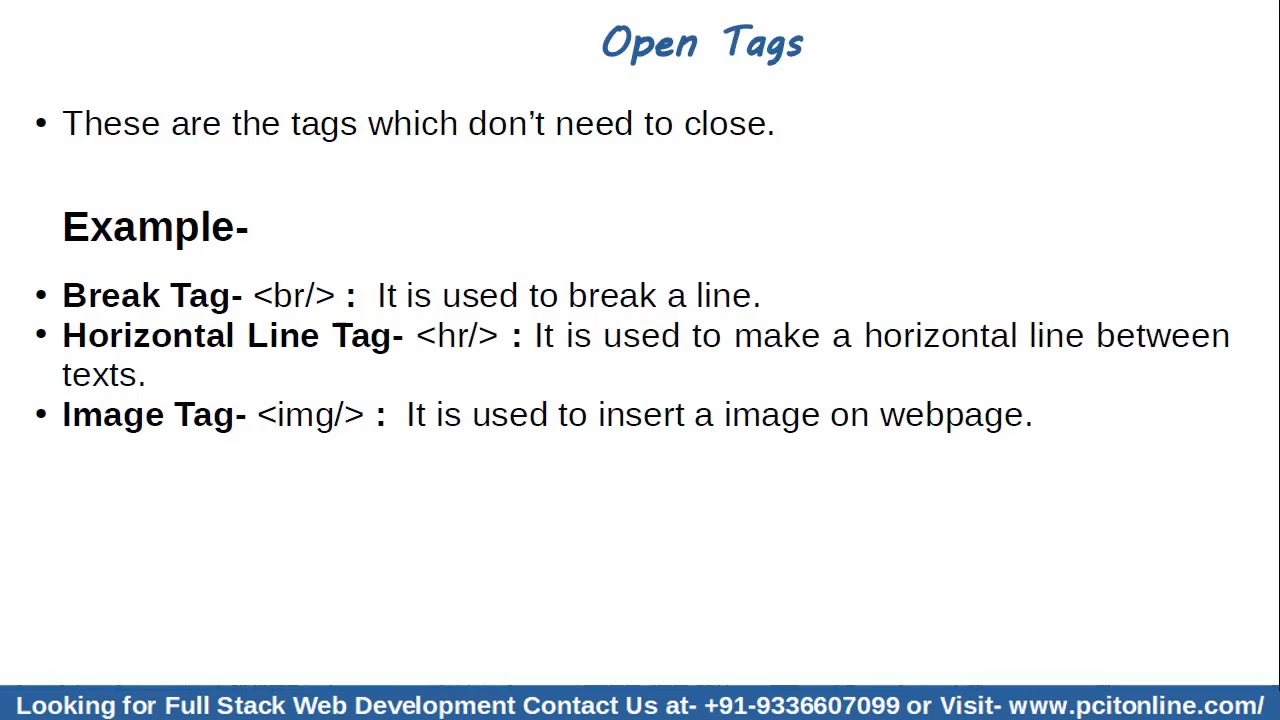 Open Tags
• These are the tags which don’t need to close.
Example-
• Break Tag- <br/> : It is used to break a line.
• Horizontal Line Tag- <hr/> : It is used to make a horizontal line between
texts.
• Image Tag- <img/> : It is used to insert a image on webpage.
Looking for Full Stack Web Development Contact Us at- +91-9336607099 or Visit- www.pcitonline.com/